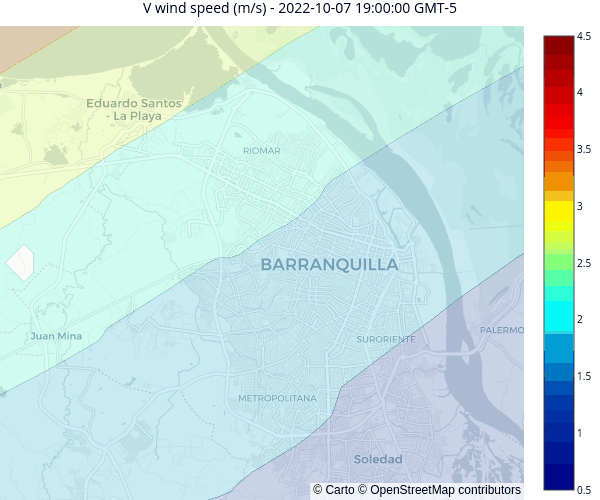 V wind speed (m/s) - 2022-10-07 19:00:00 GMT-5
4.5
4
3.5
3
2.5
2
1.5
1
0.5
Eduardo Santos
- La Playa
RIOMAR
BARRANQUILLA
Juan Mina
SURORIENTE
PALERMO
METROPOLITANA
Soledad
© Carto © OpenStreetMap contributors